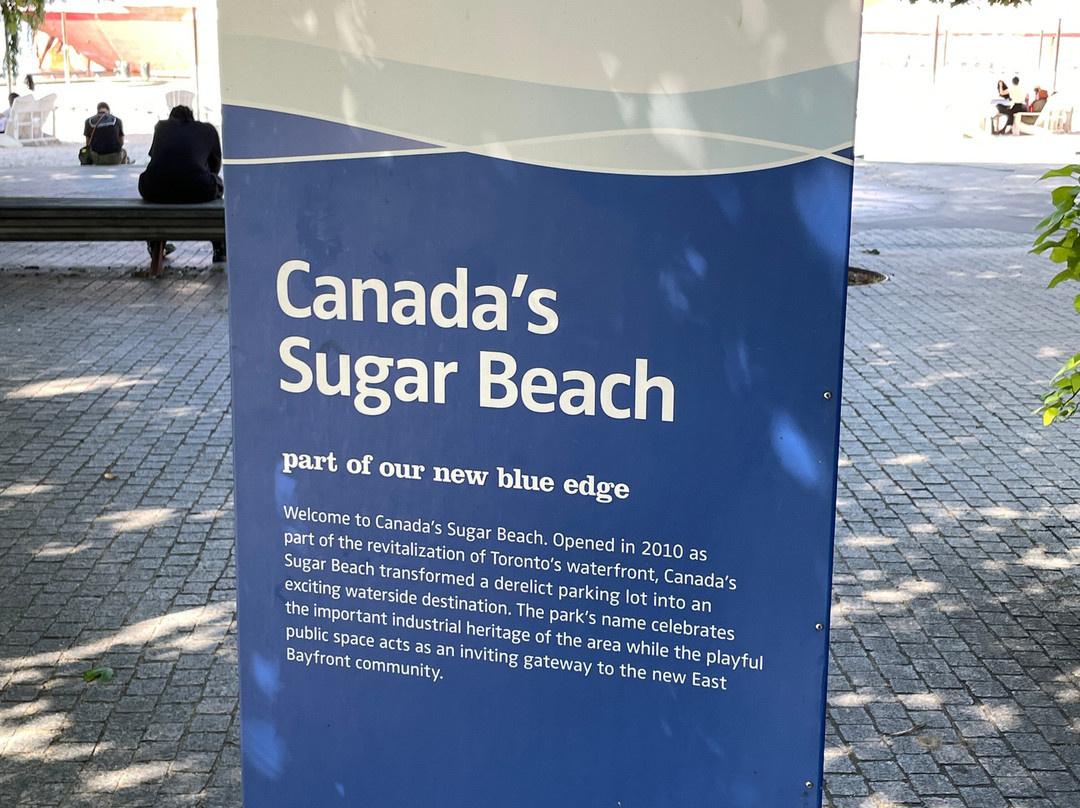 Canada's
Sugar Beach
part of our new blue edge
Welcome to Canada's Sugar Beach. Opened in 2010 as
part of the revitalization of Toronto's waterfront, Canada's
Sugar Beach transformed a derelict parking lot into an
exciting waterside destination. The park's name celebrates
the important industrial heritage of the area while the playful
public space acts as an inviting gateway to the new East
Bayfront community.